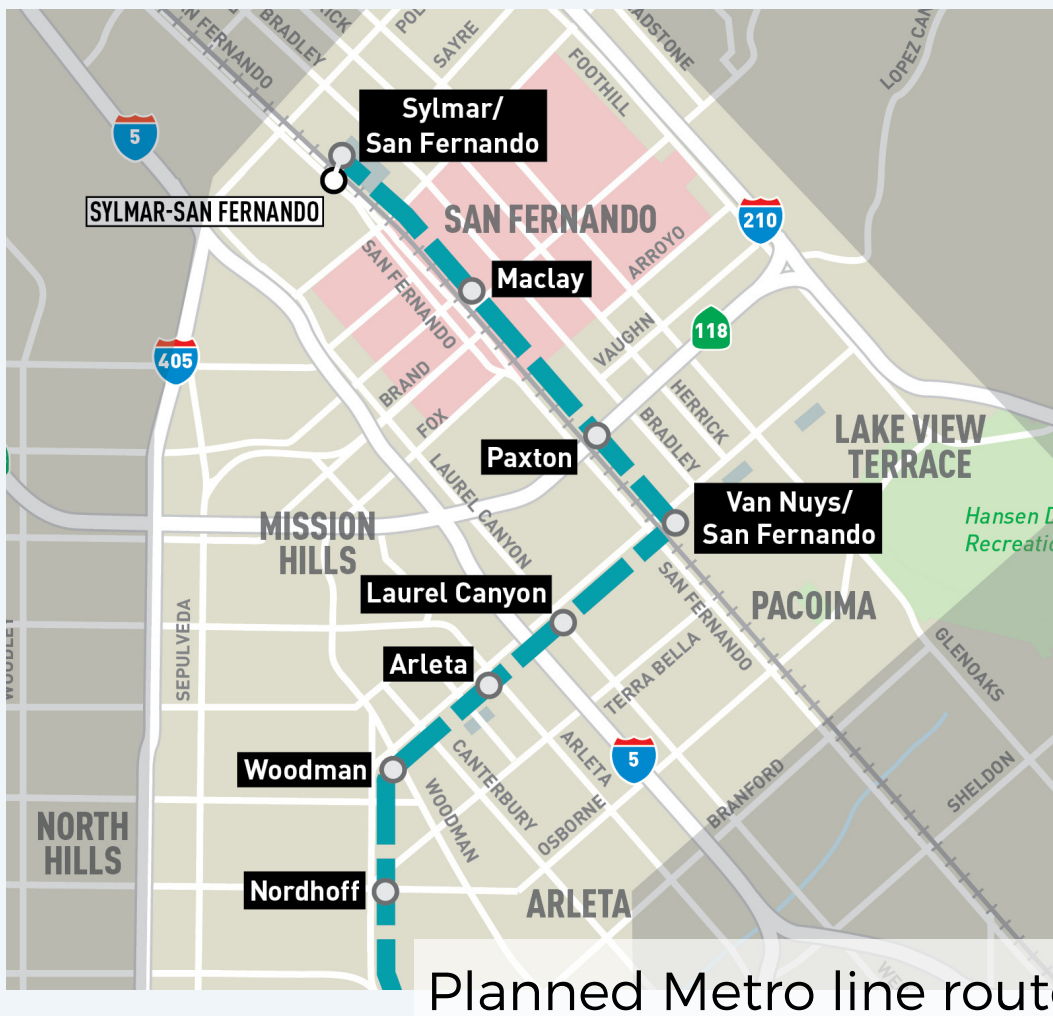 SAN FERNANDO
BRADLEY
SAYRE
FOOTHILL
LOPEZ
5
Sylmar/
San Fernando
SYLMAR-SAN FERNANDO
SAN FERNANDO
210
ARROYO
SAN FERNANDO
Maclay
118
VAUGHN
405
BRAND
HERRICK
FOX
BRADLEY
LAKE VIEW
TERRACE
Paxton
LAUREL CANYON
Van Nuys/
San Fernando
Hansen
Recreatio
MISSION
HILLS
Laurel Canyon
SAN FERNANDO
PACOIMA
SEPULVEDA
WOODLEY
GLENOAKS
Arleta
TERRA BELLA
Woodman
CANTERBURY
ARLETA
5
WOODMAN
OSBORNE
BRANFORD
SHELDON
NORTH
HILLS
Nordhoff
ARLETA
Planned Metro line route